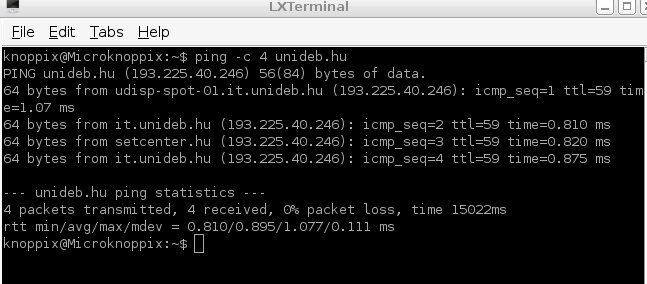 LXTerminal
File Edit Tabs Help
knoppix@Microknoppix:~$ ping -c 4 unideb.hu
PING unideb.hu (193.225.40.246) 56(84) bytes of data.
64 bytes from udisp-spot-01.it.unideb.hu (193.225.40.246): icmp_seq=1 ttl=59 tim
e=1.07 ms
64 bytes from it.unideb.hu (193.225.40.246): icmp_seq=2 ttl=59 time=0.810 ms
64 bytes from setcenter.hu (193.225.40.246): icmp_seq=3 ttl=59 time=0.820 ms
64 bytes from it.unideb.hu (193.225.40.246): icmp_seq=4 ttl=59 time=0.875 ms
--- unideb.hu ping statistics ---
4 packets transmitted, 4 received, 0% packet loss, time 15022ms
rtt min/avg/max/mdev = 0.810/0.895/1.077/0.111 ms
knoppix@Microknoppix:~$